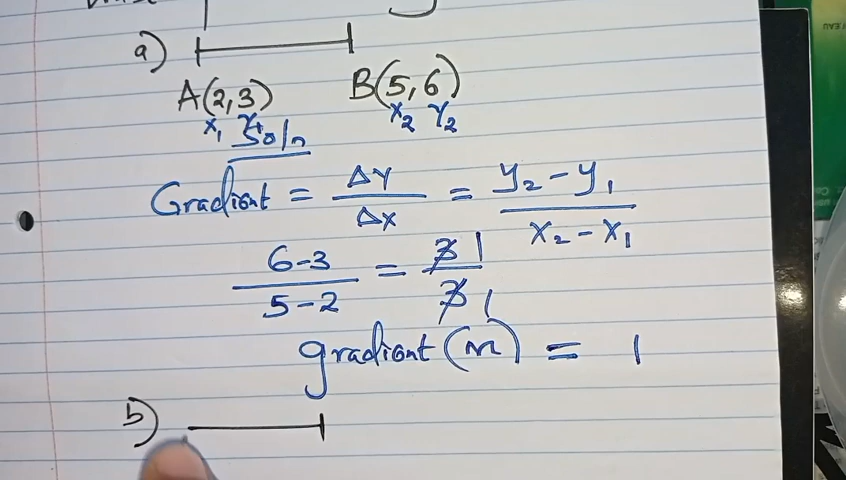 a)
A(2,3) B(5,6)
x₁ y₁ x₂ y₂
Soln
Gradient = Δy/Δx = y₂-y₁/x₂-x₁
6-3/5-2 = 3 1/3 1
gradient (m) = 1
b)